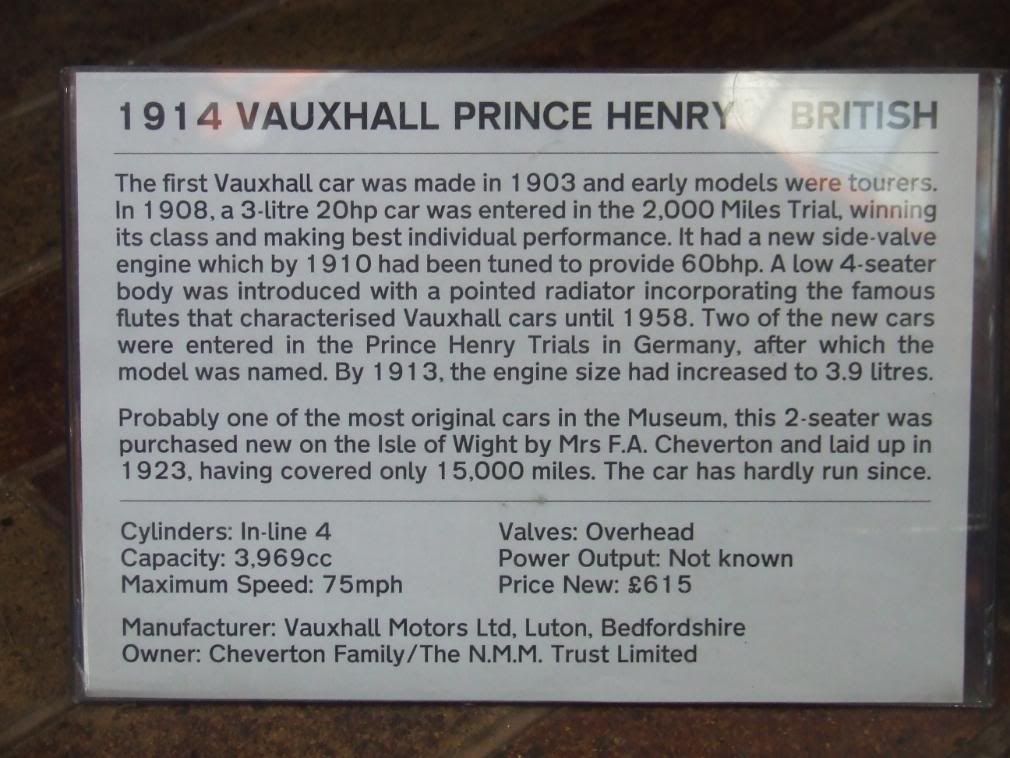 1914 VAUXHALL PRINCE HENRY BRITISH
The first Vauxhall car was made in 1903 and early models were tourers.
In 1908, a 3-litre 20hp car was entered in the 2,000 Miles Trial, winning
its class and making best individual performance. It had a new side-valve
engine which by 1910 had been tuned to provide 60bhp. A low 4-seater
body was introduced with a pointed radiator incorporating the famous
flutes that characterised Vauxhall cars until 1958. Two of the new cars
were entered in the Prince Henry Trials in Germany, after which the
model was named. By 1913, the engine size had increased to 3.9 litres.
Probably one of the most original cars in the Museum, this 2-seater was
purchased new on the Isle of Wight by Mrs F.A. Cheverton and laid up in
1923, having covered only 15,000 miles. The car has hardly run since.
Cylinders: In-line 4 Valves: Overhead
Capacity: 3,969cc Power Output: Not known
Maximum Speed: 75mph Price New: £615
Manufacturer: Vauxhall Motors Ltd, Luton, Bedfordshire
Owner: Cheverton Family/The N.M.M. Trust Limited